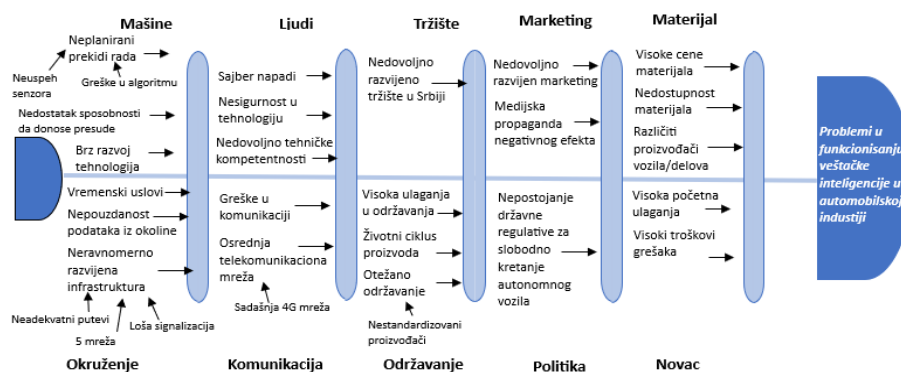 Mašine
Ljudi
Tržište
Marketing
Materijal
Neplanirani
prekidi rada
Neuspeh
senzora
Greške u algoritmu
Nedostatak sposobnosti
da donose presude
Brz razvoj
tehnologija
Sajber napadi
Nesigurnost u
tehnologiju
Nedovoljno tehničke
kompetentnosti
Nedovoljno
razvijeno
tržište u Srbiji
Nedovoljno
razvijen marketing
Medijska
propaganda
negativnog efekta
Visoke cene
materijala
Nedostupnost
materijala
Različiti
proizvođači
vozila/delova
Problemi u
funkcionisanju
veštačke
inteligencije u
automobilskoj
industiji
Vremenski uslovi
Nepouzdanost
podataka iz okoline
Neravnomerno
razvijena
infrastruktura
Neadekvatni putevi
5 mreža
Loša signalizacija
Greške u
komunikaciji
Osrednja
telekomunikaciona
mreža
Sadašnja 4G mreža
Visoka ulaganja
u održavanja
Životni ciklus
proizvoda
Otežano
održavanje
Nestandardizovani
proizvođači
Nepostojanje
državne
regulative za
slobodno
kretanje
autonomnog
vozila
Visoka početna
ulaganja
Visoki troškovi
grešaka
Okruženje
Komunikacija
Održavanje
Politika
Novac